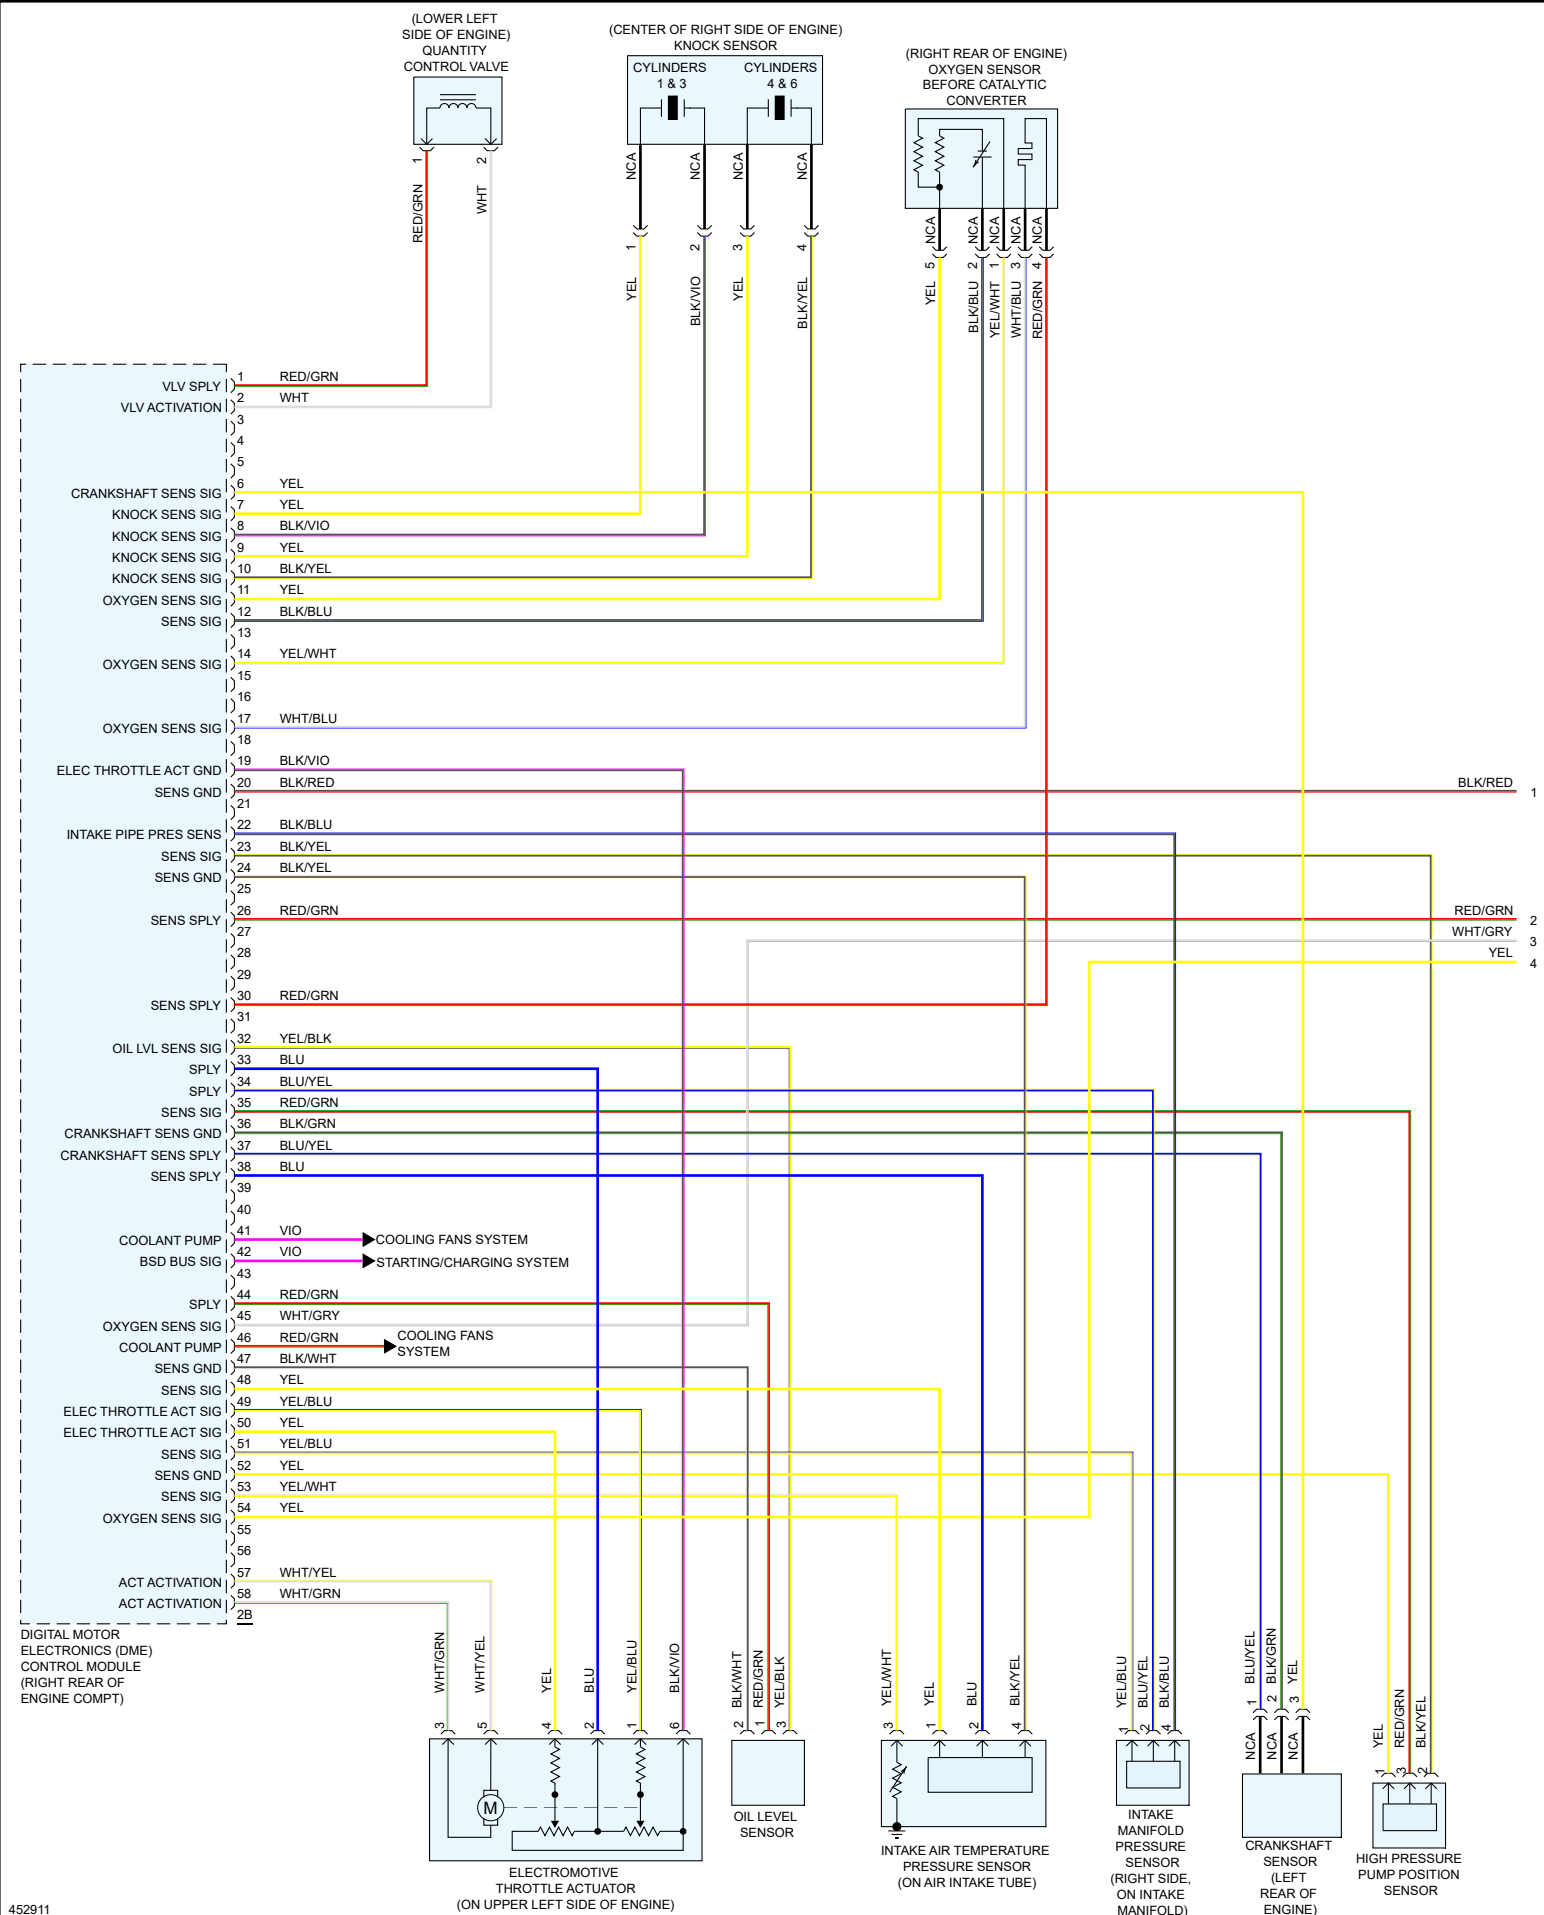 (LOWER LEFT
SIDE OF ENGINE)
QUANTITY
CONTROL VALVE
(CENTER OF RIGHT SIDE OF ENGINE)
KNOCK SENSOR
CYLINDERS
1 & 3
CYLINDERS
4 & 6
(RIGHT REAR OF ENGINE)
OXYGEN SENSOR
BEFORE CATALYTIC
CONVERTER
1
2
RED/GRN
WHT
NCA
NCA
NCA
NCA
1
2
3
4
YEL
BLK/VIO
YEL
BLK/YEL
NCA
NCA
NCA
NCA
NCA
5
2
1
3
4
YEL
BLK/BLU
YEL/WHT
WHT/BLU
RED/GRN
VLV SPLY 1 RED/GRN
VLV ACTIVATION 2 WHT
3
4
5
CRANKSHAFT SENS SIG 6 YEL
KNOCK SENS SIG 7 YEL
KNOCK SENS SIG 8 BLK/VIO
KNOCK SENS SIG 9 YEL
KNOCK SENS SIG 10 BLK/YEL
OXYGEN SENS SIG 11 YEL
SENS SIG 12 BLK/BLU
13
OXYGEN SENS SIG 14 YEL/WHT
15
16
OXYGEN SENS SIG 17 WHT/BLU
18
ELEC THROTTLE ACT GND 19 BLK/VIO
SENS GND 20 BLK/RED BLK/RED 1
21
INTAKE PIPE PRES SENS 22 BLK/BLU
SENS SIG 23 BLK/YEL
SENS GND 24 BLK/YEL
25
SENS SPLY 26 RED/GRN RED/GRN 2
27 WHT/GRY 3
28 YEL 4
29
SENS SPLY 30 RED/GRN
31
OIL LVL SENS SIG 32 YEL/BLK
SPLY 33 BLU
SPLY 34 BLU/YEL
SENS SIG 35 RED/GRN
CRANKSHAFT SENS GND 36 BLK/GRN
CRANKSHAFT SENS SPLY 37 BLU/YEL
SENS SPLY 38 BLU
39
40
COOLANT PUMP 41 VIO COOLING FANS SYSTEM
BSD BUS SIG 42 VIO STARTING/CHARGING SYSTEM
43
SPLY 44 RED/GRN
OXYGEN SENS SIG 45 WHT/GRY
COOLANT PUMP 46 RED/GRN COOLING FANS
SYSTEM
SENS GND 47 BLK/WHT
SENS SIG 48 YEL
ELEC THROTTLE ACT SIG 49 YEL/BLU
ELEC THROTTLE ACT SIG 50 YEL
SENS SIG 51 YEL/BLU
SENS GND 52 YEL
SENS SIG 53 YEL/WHT
OXYGEN SENS SIG 54 YEL
55
56
ACT ACTIVATION 57 WHT/YEL
ACT ACTIVATION 58 WHT/GRN
2B
DIGITAL MOTOR
ELECTRONICS (DME)
CONTROL MODULE
(RIGHT REAR OF
ENGINE COMPT)
WHT/GRN
WHT/YEL
YEL
BLU
YEL/BLU
BLK/VIO
3
5
4
2
1
6
M
ELECTROMOTIVE
THROTTLE ACTUATOR
(ON UPPER LEFT SIDE OF ENGINE)
BLK/WHT
RED/GRN
YEL/BLK
2
1
3
OIL LEVEL
SENSOR
YEL/WHT
YEL
BLU
BLK/YEL
3
1
2
4
INTAKE AIR TEMPERATURE
PRESSURE SENSOR
(ON AIR INTAKE TUBE)
YEL/BLU
BLU/YEL
BLK/BLU
1
2
4
INTAKE
MANIFOLD
PRESSURE
SENSOR
(RIGHT SIDE,
ON INTAKE
MANIFOLD)
BLU/YEL
BLK/GRN
YEL
1
2
3
NCA
NCA
NCA
CRANKSHAFT
SENSOR
(LEFT
REAR OF
ENGINE)
YEL
RED/GRN
BLK/YEL
1
3
2
HIGH PRESSURE
PUMP POSITION
SENSOR
452911